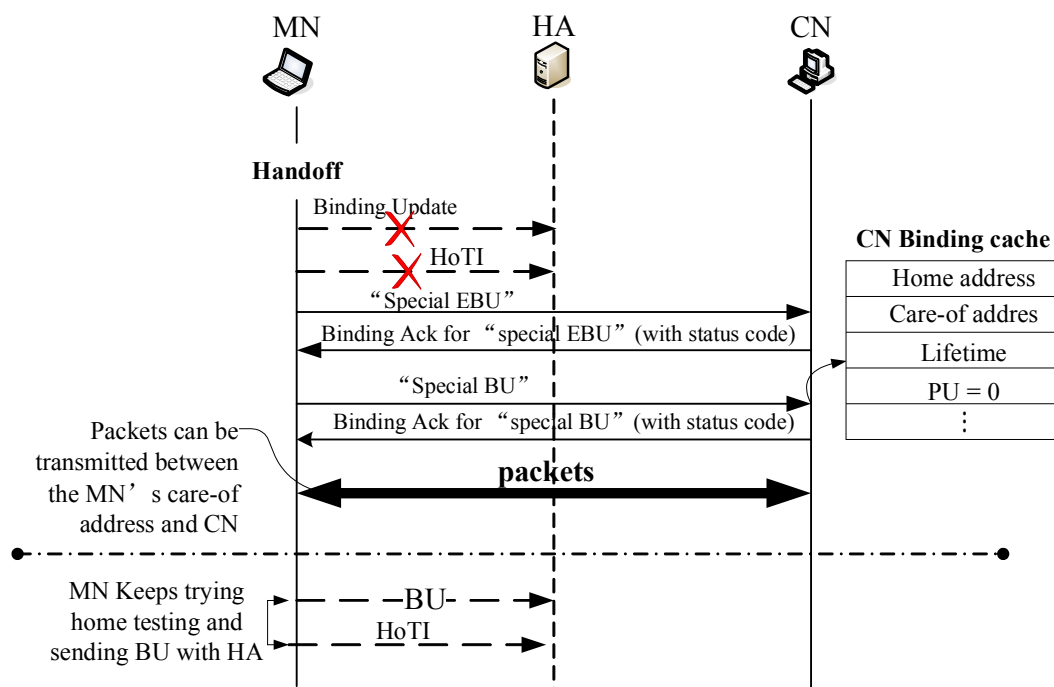 MN
HA
CN
Handoff
Binding Update
HoTI
“Special EBU”
Binding Ack for “special EBU” (with status code)
“Special BU”
Binding Ack for “special BU” (with status code)
CN Binding cache
Home address
Care-of addres
Lifetime
PU = 0
⋮
Packets can be
transmitted between
the MN’s care-of
address and CN
packets
MN Keeps trying
home testing and
sending BU with HA
BU
HoTI